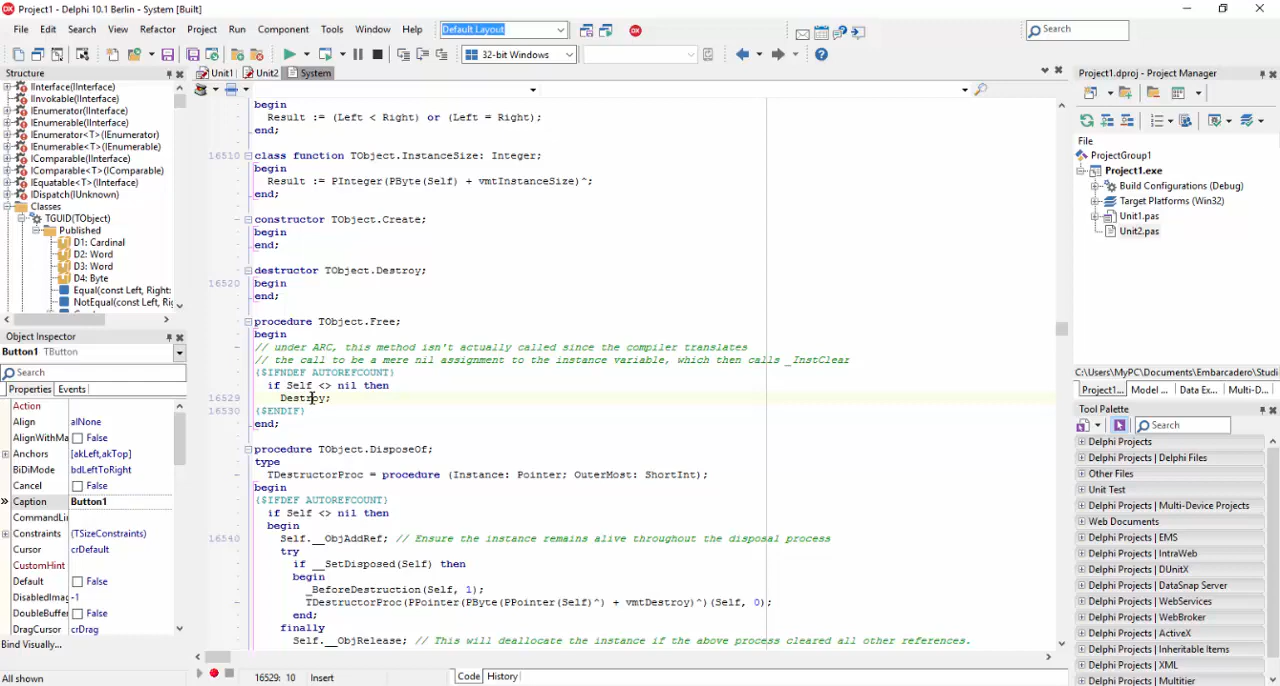 Project1 - Delphi 10.1 Berlin - System [Built]
File Edit Search View Refactor Project Run Component Tools Window Help Default Layout Search
32-bit Windows
Structure
IInterface(IInterface)
IInvokable(IInterface)
IEnumerator(IInterface)
IEnumerable(IInterface)
IEnumerator<T>(IEnumerator)
IEnumerable<T>(IEnumerable)
IComparable(IInterface)
IComparable<T>(IComparable)
IEquatable<T>(IInterface)
IDispatch(IUnknown)
Classes
TGUID(TObject)
Published
D1: Cardinal
D2: Word
D3: Word
D4: Byte
Equal(const Left, Right:
NotEqual(const Left, Rig
Object Inspector
Button1 TButton
Search
Properties Events
Action
Align alNone
AlignWithMa False
Anchors [akLeft,akTop]
BiDiMode bdLeftToRight
Cancel False
Caption Button1
CommandLin
Constraints (TSizeConstraints)
Cursor crDefault
CustomHint
Default False
DisabledImag -1
DoubleBuffer False
DragCursor crDrag
Bind Visually...
All shown
Unit1 Unit2 System
begin
Result := (Left < Right) or (Left = Right);
end;
16510 class function TObject.InstanceSize: Integer;
begin
Result := PInteger(PByte(Self) + vmtInstanceSize)^;
end;
constructor TObject.Create;
begin
end;
destructor TObject.Destroy;
16520 begin
end;
procedure TObject.Free;
begin
// under ARC, this method isn't actually called since the compiler translates
// the call to be a mere nil assignment to the instance variable, which then calls _InstClear
{$IFNDEF AUTOREFCOUNT}
if Self <> nil then
16529 Destroy;
16530 {$ENDIF}
end;
procedure TObject.DisposeOf;
type
TDestructorProc = procedure (Instance: Pointer; OuterMost: ShortInt);
begin
{$IFDEF AUTOREFCOUNT}
if Self <> nil then
begin
16540 Self.__ObjAddRef; // Ensure the instance remains alive throughout the disposal process
try
if __SetDisposed(Self) then
begin
_BeforeDestruction(Self, 1);
TDestructorProc(PPointer(PByte(PPointer(Self)^) + vmtDestroy)^)(Self, 0);
end;
finally
Self.__ObjRelease; // This will deallocate the instance if the above process cleared all other references.
16529: 10 Insert Code History
Project1.dproj - Project Manager
File
ProjectGroup1
Project1.exe
Build Configurations (Debug)
Target Platforms (Win32)
Unit1.pas
Unit2.pas
C:\Users\MyPC\Documents\Embarcadero\Studi
Project1... Model ... Data Ex... Multi-D...
Tool Palette
Search
Delphi Projects
Delphi Projects | Delphi Files
Other Files
Unit Test
Delphi Projects | Multi-Device Projects
Web Documents
Delphi Projects | EMS
Delphi Projects | IntraWeb
Delphi Projects | DUnitX
Delphi Projects | DataSnap Server
Delphi Projects | WebServices
Delphi Projects | WebBroker
Delphi Projects | ActiveX
Delphi Projects | Inheritable Items
Delphi Projects | XML
Delphi Projects | Multitier